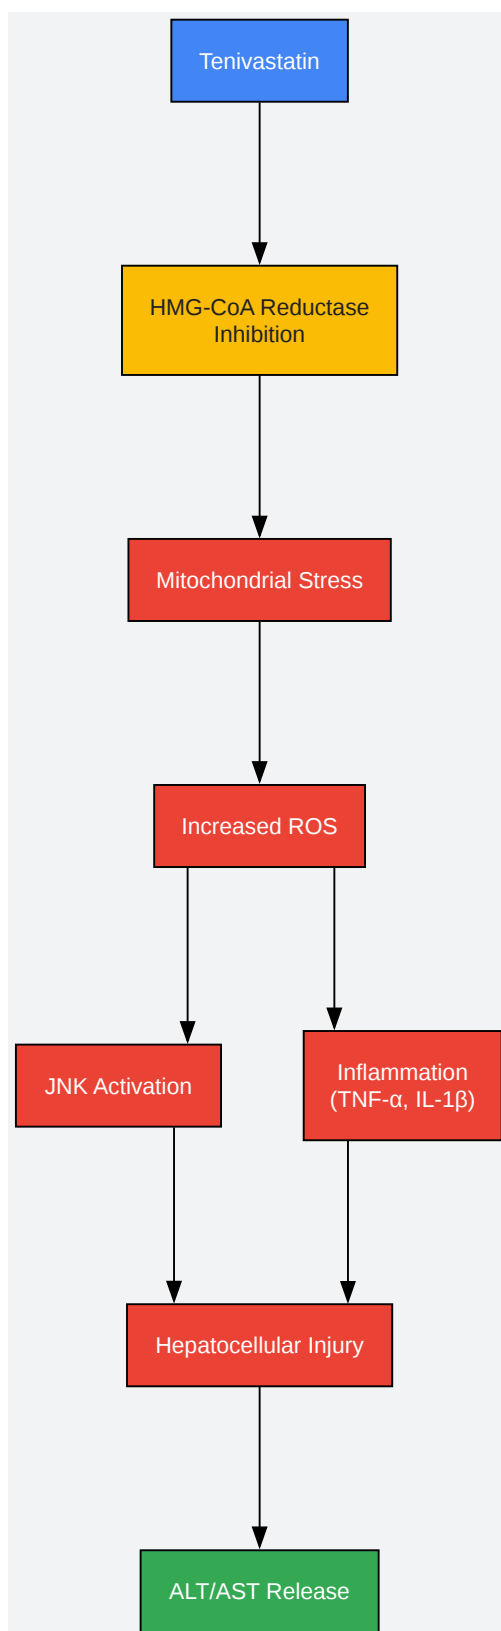 Tenivastatin
HMG-CoA Reductase
Inhibition
Mitochondrial Stress
Increased ROS
JNK Activation
Inflammation
(TNF-α, IL-1β)
Hepatocellular Injury
ALT/AST Release